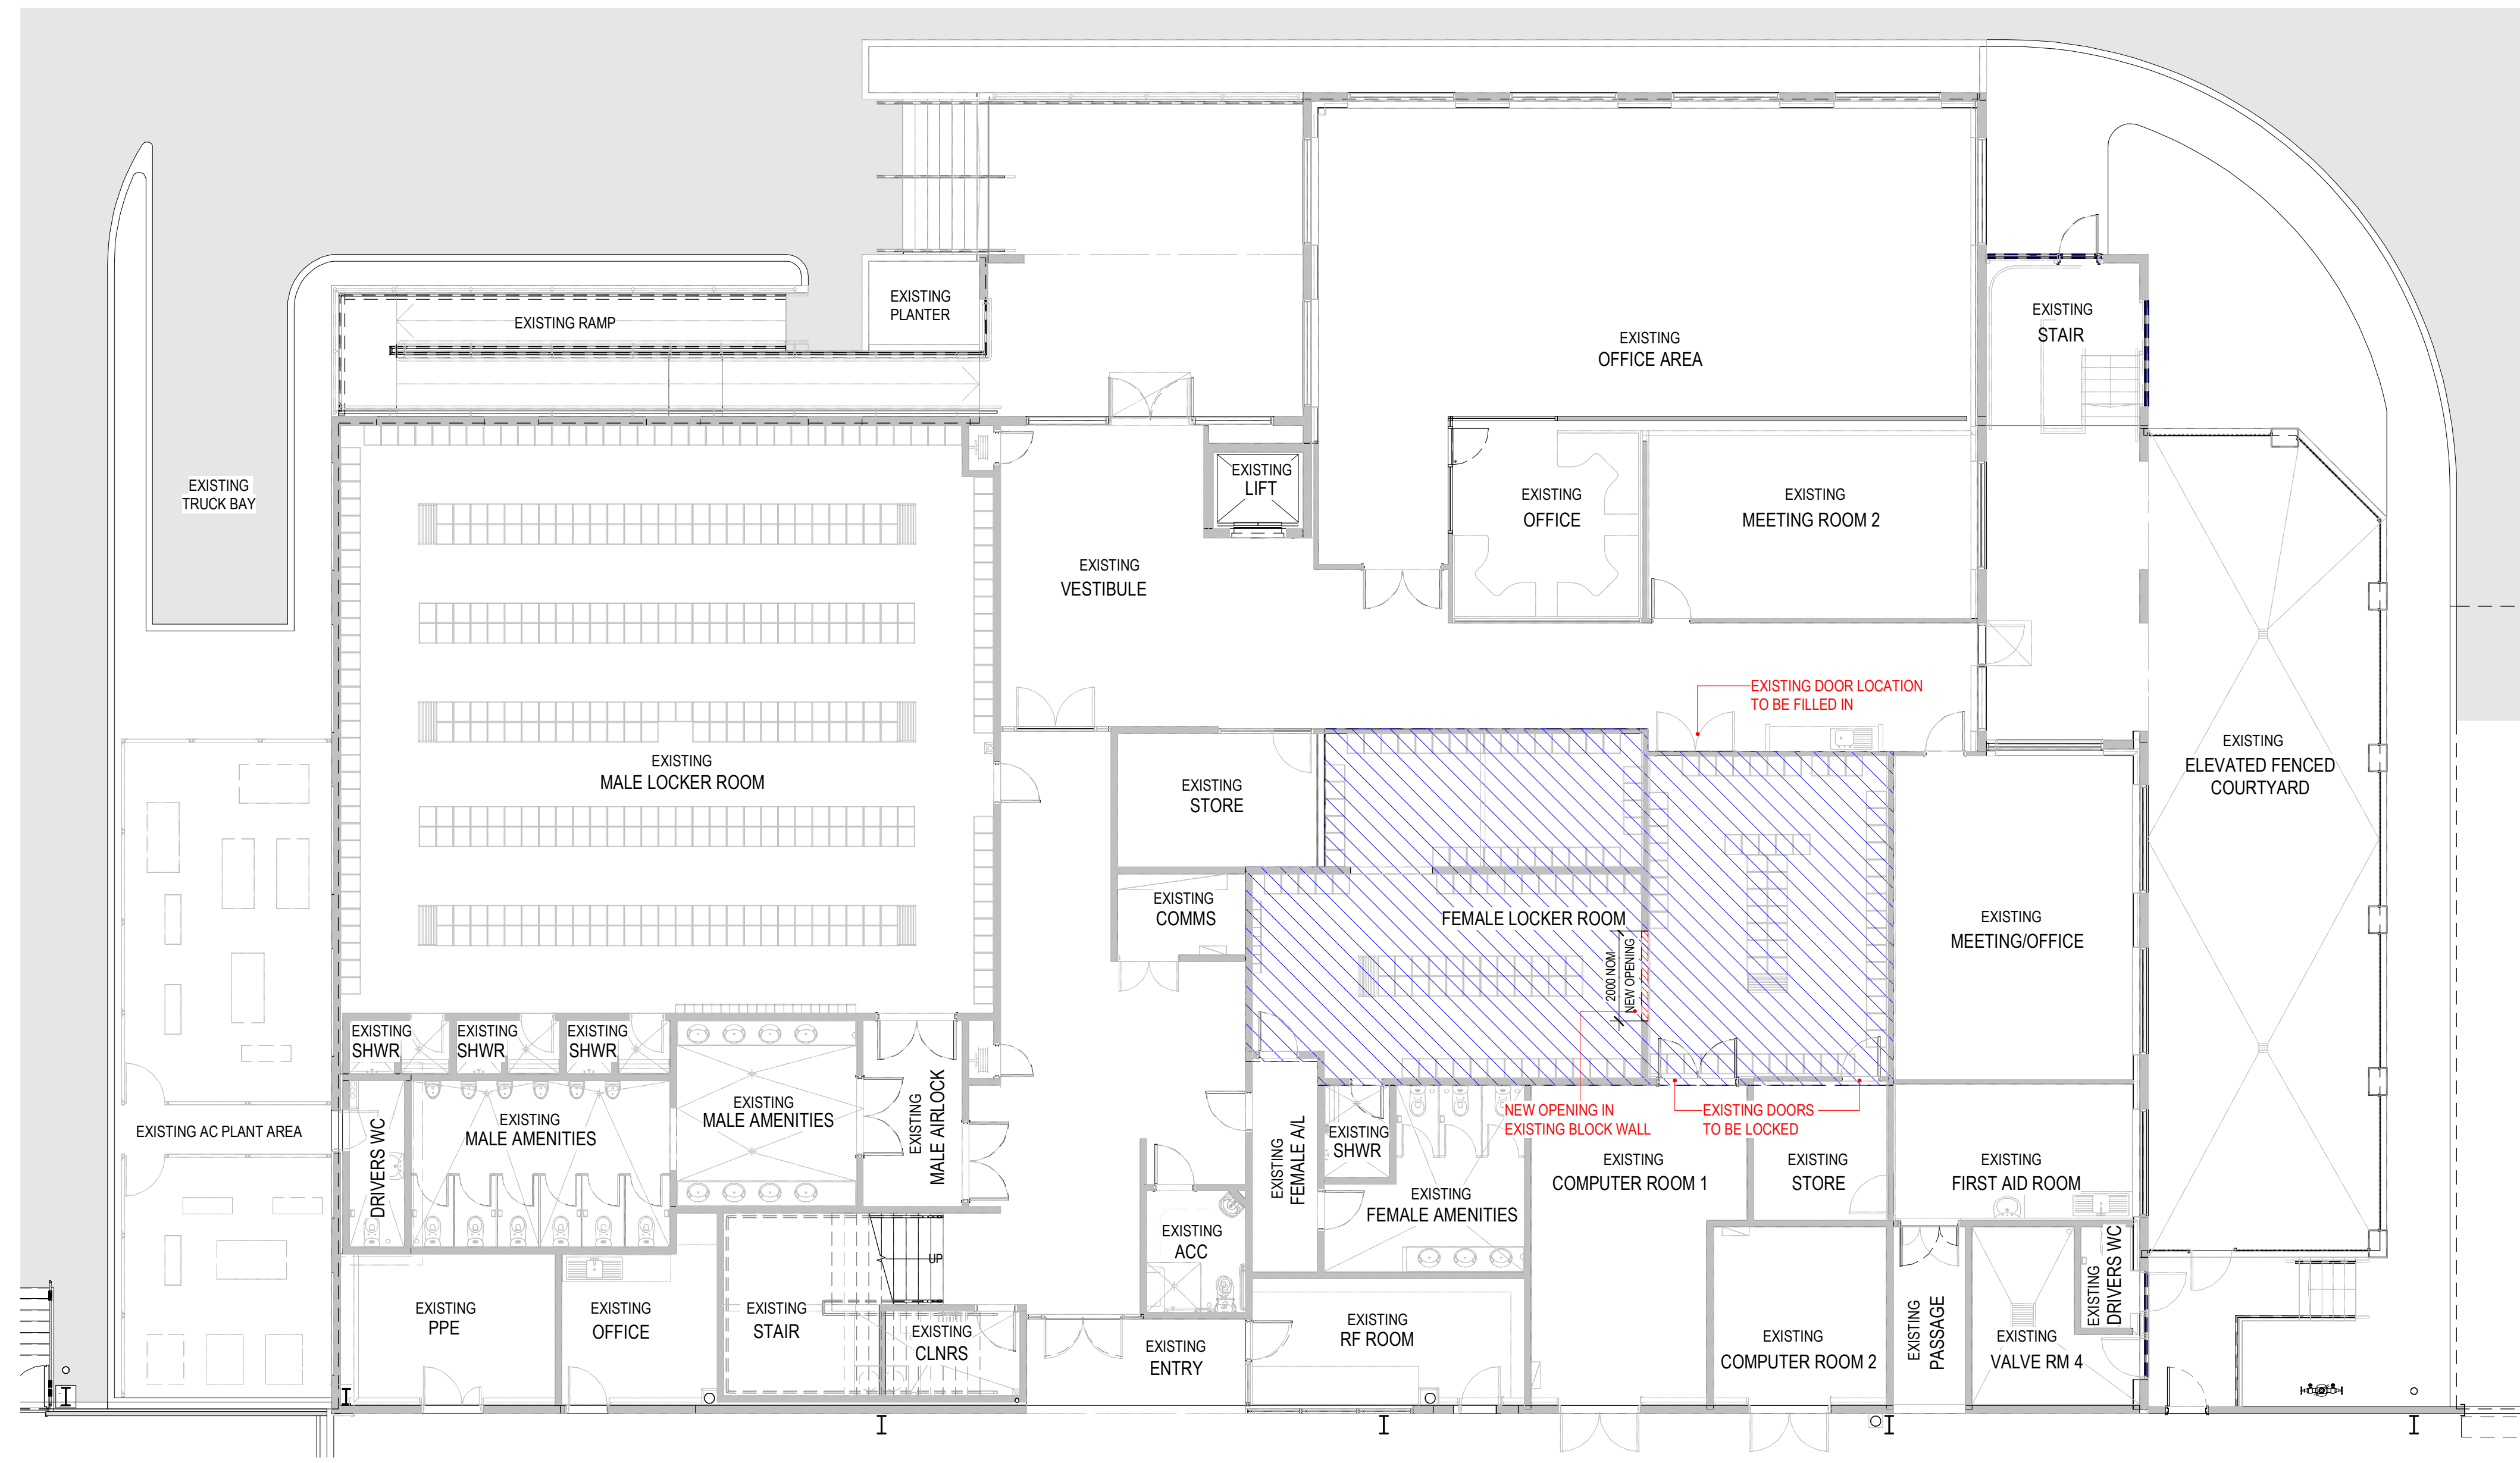 EXISTING
PLANTER
EXISTING RAMP
EXISTING
STAIR
EXISTING
OFFICE AREA
EXISTING
TRUCK BAY
EXISTING
LIFT
EXISTING
OFFICE
EXISTING
MEETING ROOM 2
EXISTING
VESTIBULE
EXISTING DOOR LOCATION
TO BE FILLED IN
EXISTING
ELEVATED FENCED
COURTYARD
EXISTING
MALE LOCKER ROOM
EXISTING
STORE
EXISTING
COMMS
FEMALE LOCKER ROOM
EXISTING
MEETING/OFFICE
2000 NOM
NEW OPENING
EXISTING
SHWR
EXISTING
SHWR
EXISTING
SHWR
EXISTING
MALE AMENITIES
EXISTING
MALE AMENITIES
EXISTING
MALE AIRLOCK
NEW OPENING IN
EXISTING BLOCK WALL
EXISTING DOORS
TO BE LOCKED
EXISTING AC PLANT AREA
DRIVERS WC
EXISTING
FEMALE A/L
EXISTING
SHWR
EXISTING
FEMALE AMENITIES
EXISTING
COMPUTER ROOM 1
EXISTING
STORE
EXISTING
FIRST AID ROOM
EXISTING
ACC
UP
EXISTING
PPE
EXISTING
OFFICE
EXISTING
STAIR
EXISTING
CLNRS
EXISTING
ENTRY
EXISTING
RF ROOM
EXISTING
COMPUTER ROOM 2
EXISTING
PASSAGE
EXISTING
VALVE RM 4
EXISTING
DRIVERS WC